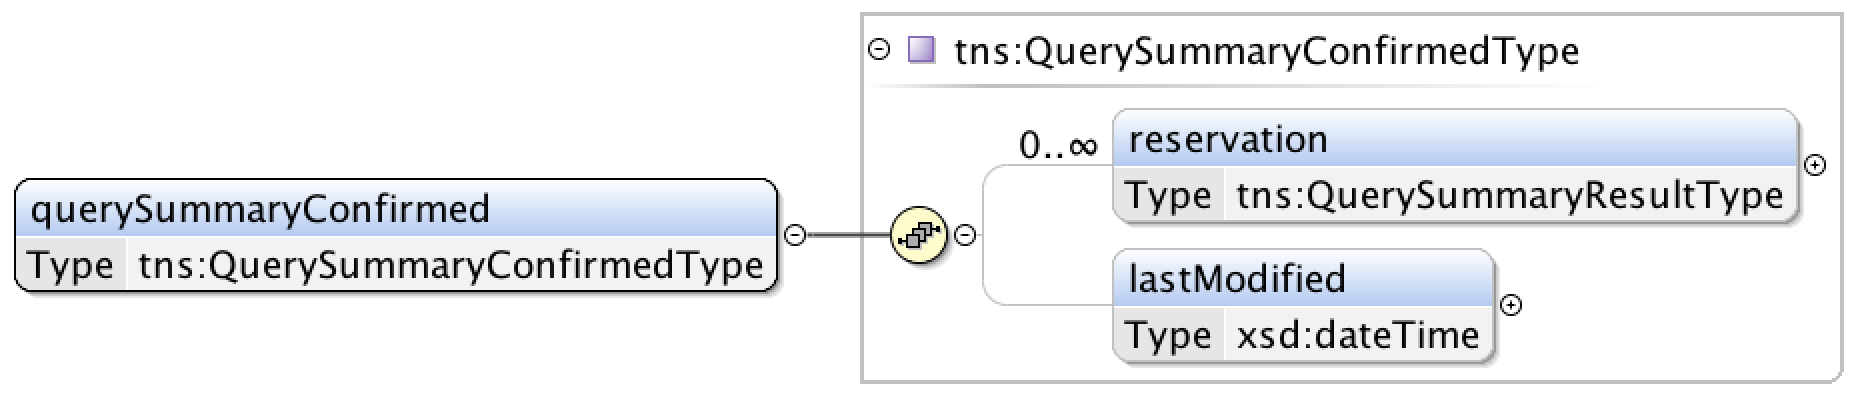 tns:QuerySummaryConfirmedType
0..∞
reservation
Type tns:QuerySummaryResultType
querySummaryConfirmed
Type tns:QuerySummaryConfirmedType
lastModified
Type xsd:dateTime